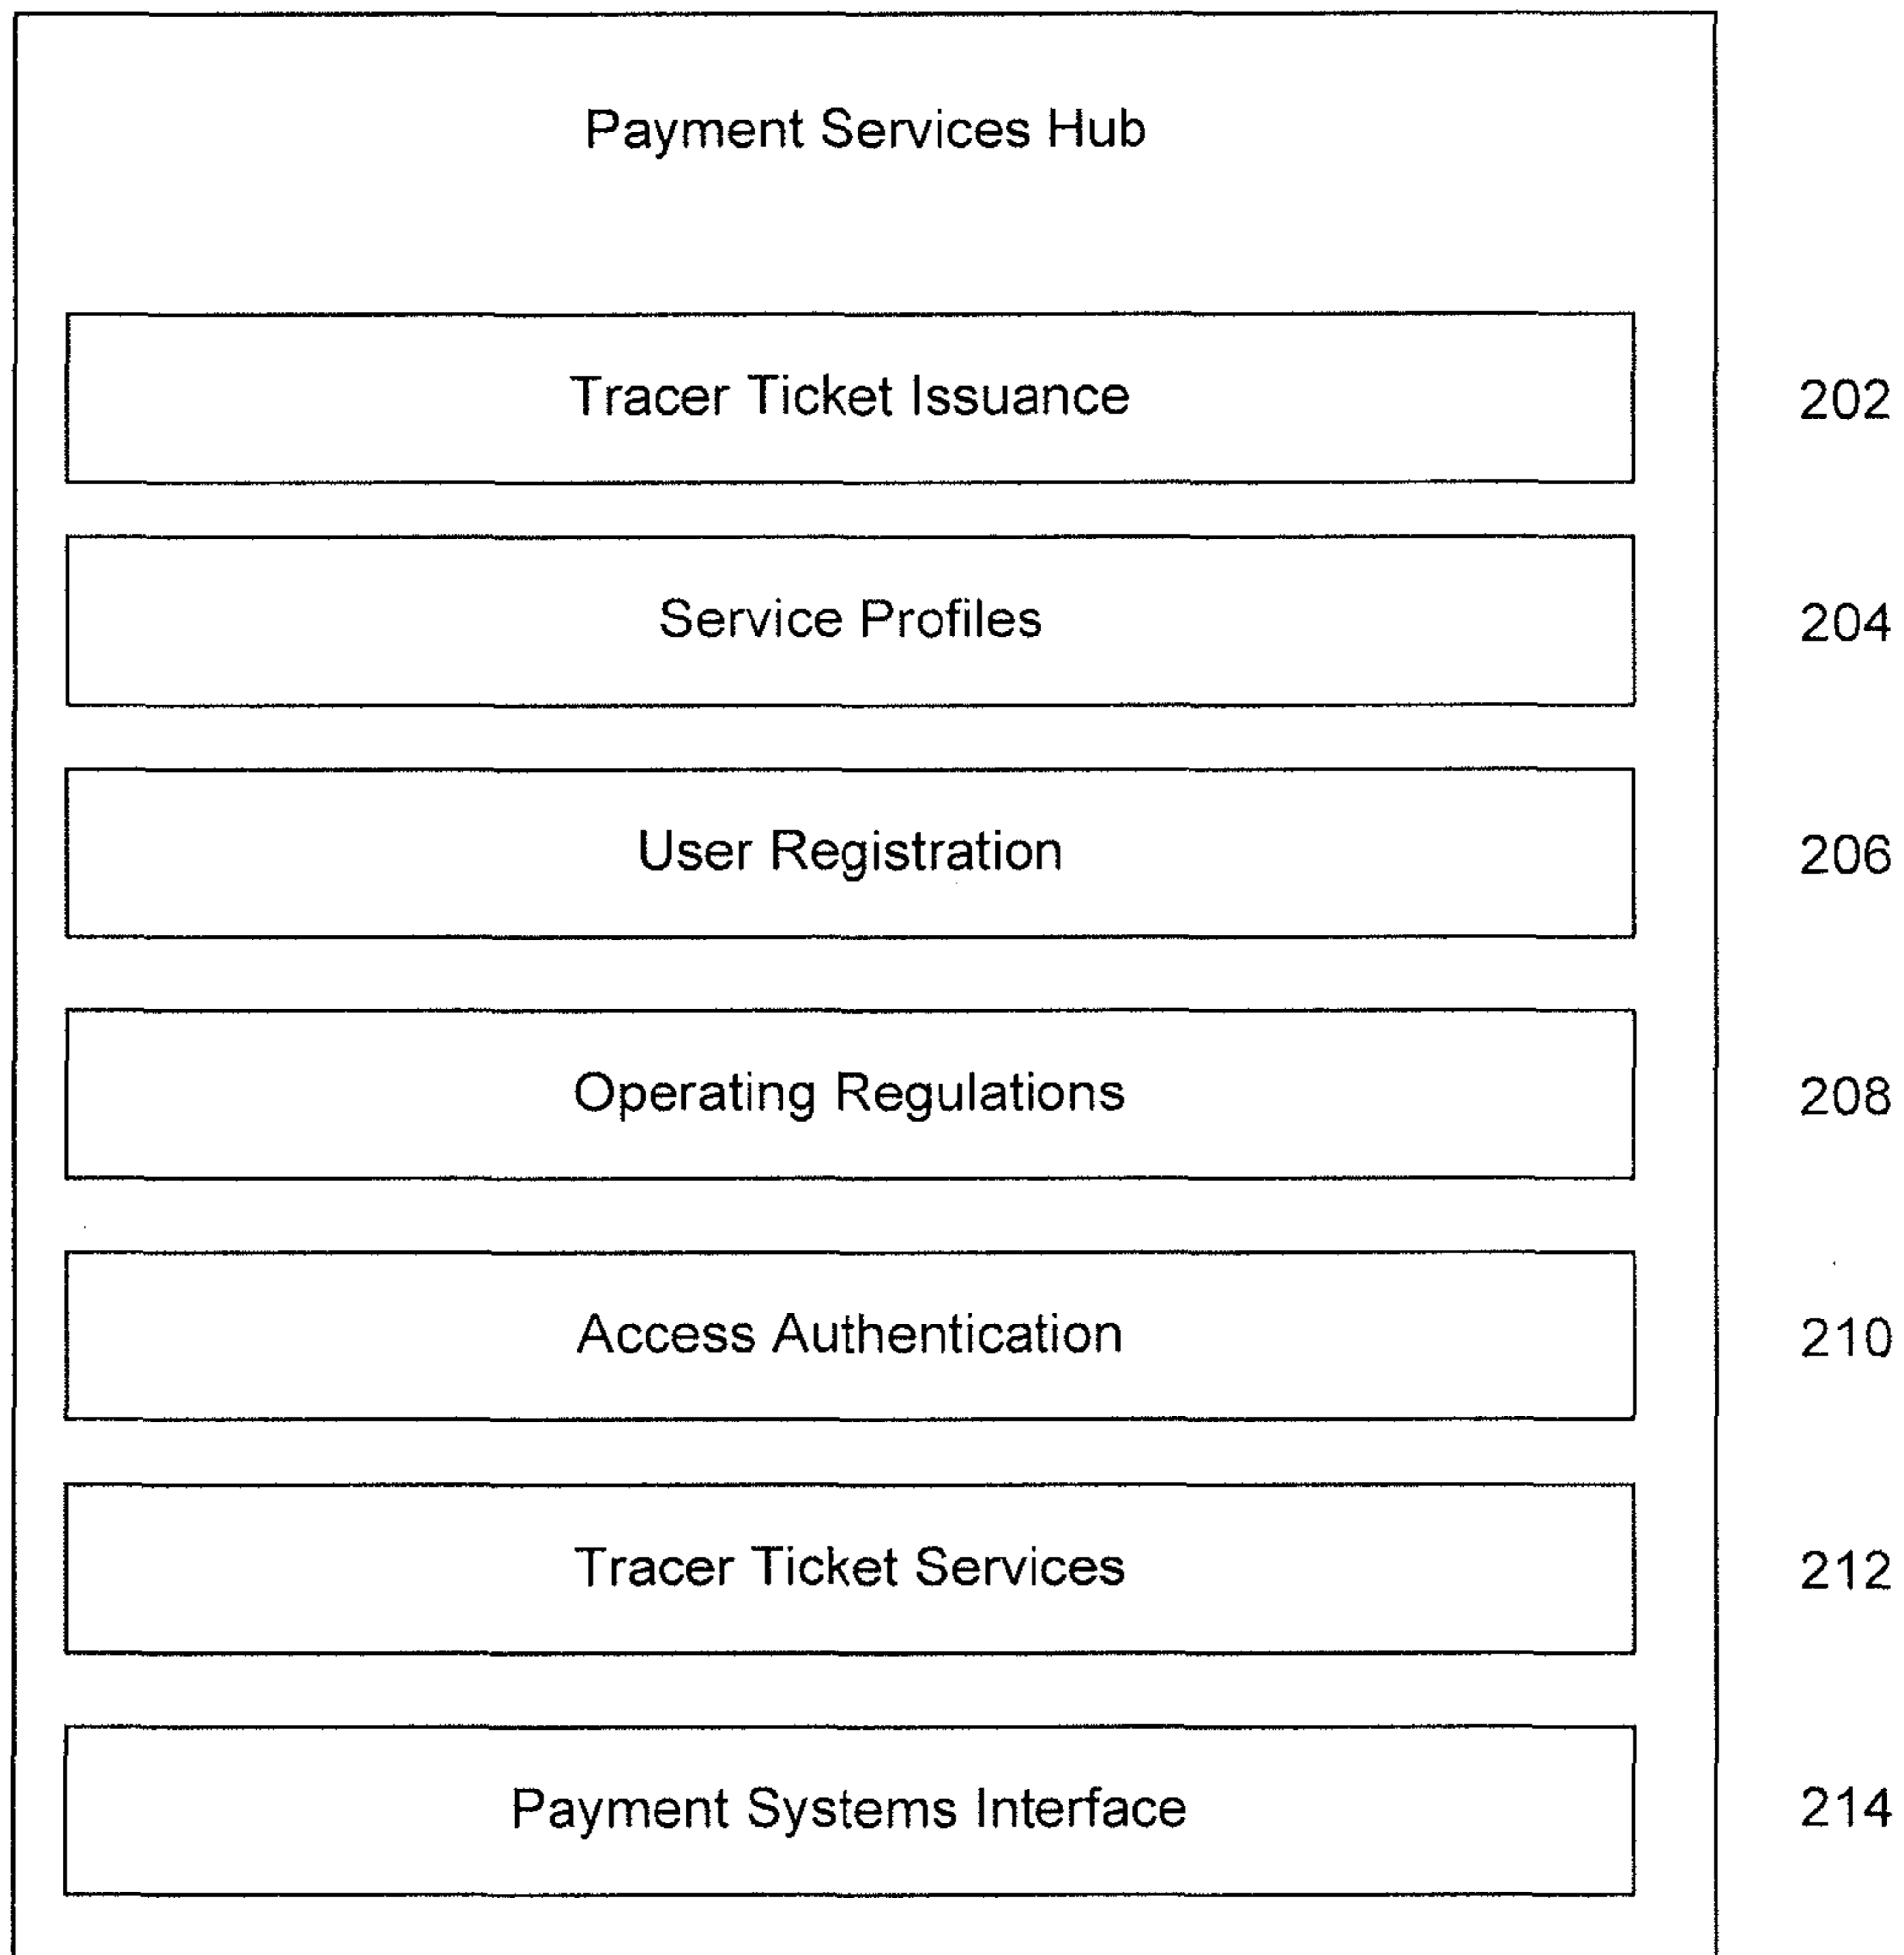 Payment Services Hub
Tracer Ticket Issuance 202
Service Profiles 204
User Registration 206
Operating Regulations 208
Access Authentication 210
Tracer Ticket Services 212
Payment Systems Interface 214